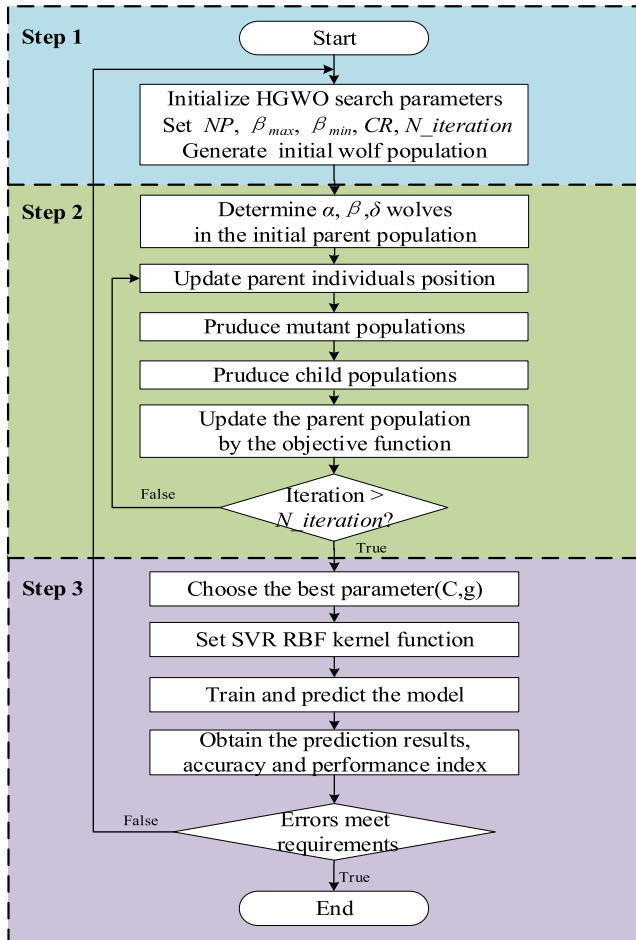 Step 1
Start
Initialize HGWO search parameters
Set NP, βmax, βmin, CR, N_iteration
Generate initial wolf population
Step 2
Determine α, β,δ wolves
in the initial parent population
Update parent individuals position
Pruduce mutant populations
Pruduce child populations
Update the parent population
by the objective function
False
Iteration >
N_iteration?
True
Step 3
Choose the best parameter(C,g)
Set SVR RBF kernel function
Train and predict the model
Obtain the prediction results,
accuracy and performance index
False
Errors meet
requirements
True
End